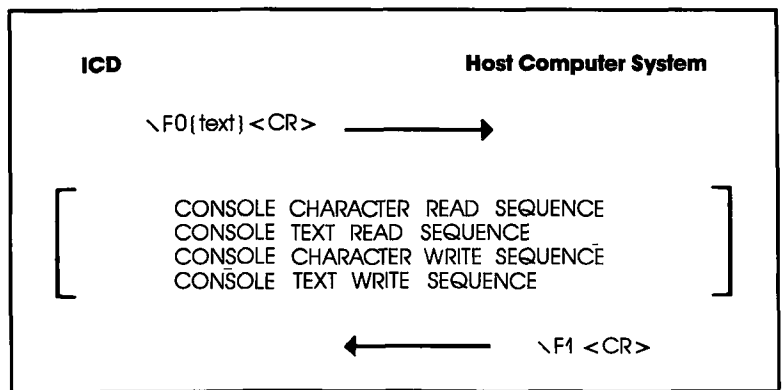 ICD Host Computer System
\F0{text}<CR>
CONSOLE CHARACTER READ SEQUENCE
CONSOLE TEXT READ SEQUENCE
CONSOLE CHARACTER WRITE SEQUENCE
CONSOLE TEXT WRITE SEQUENCE
\F1 <CR>